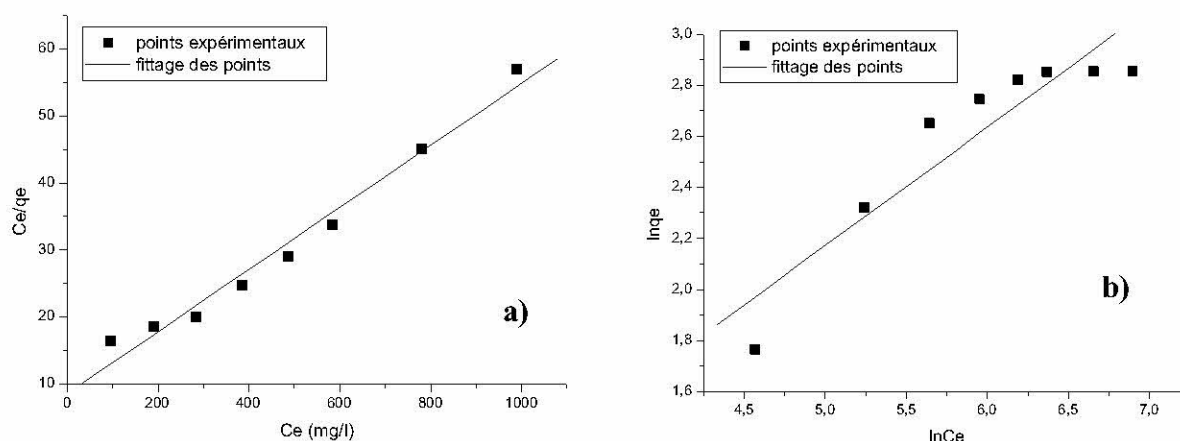 60
50
40
30
20
10
0
200
400
600
800
1000
Ce/qe
Ce (mg/l)
points expérimentaux
fittage des points
a)
3,0
2,8
2,6
2,4
2,2
2,0
1,8
1,6
4,5
5,0
5,5
6,0
6,5
7,0
lnqe
lnCe
points expérimentaux
fittage des points
b)